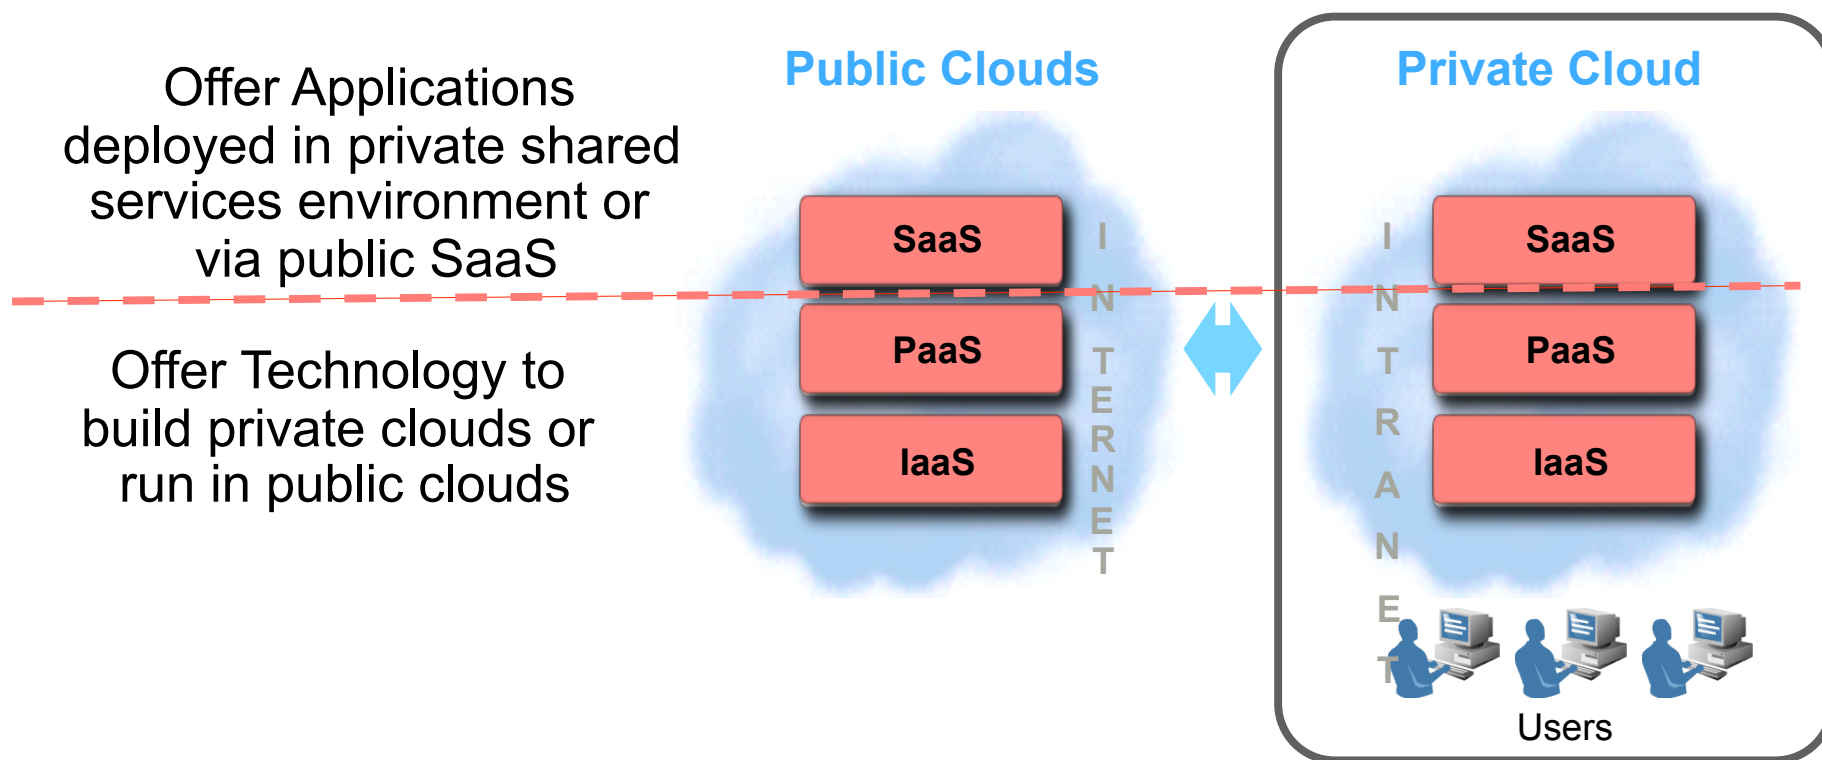 Offer Applications
deployed in private shared
services environment or
via public SaaS
Offer Technology to
build private clouds or
run in public clouds
Public Clouds
SaaS
PaaS
IaaS
INTERNET
Private Cloud
INTRANET
SaaS
PaaS
IaaS
Users